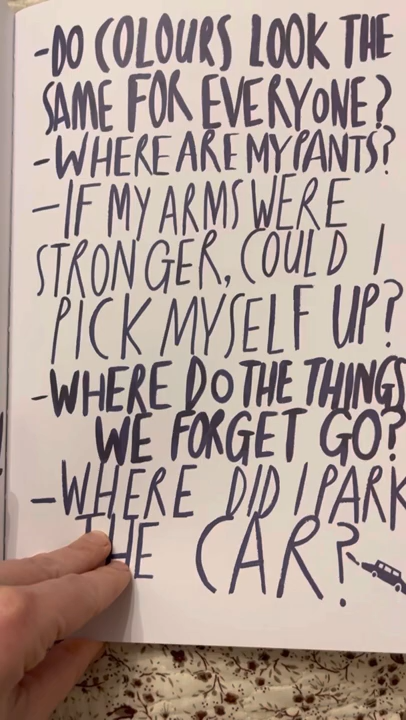 -DO COLOURS LOOK THE
SAME FOR EVERYONE?
-WHERE ARE MY PANTS?
-IF MY ARMS WERE
STRONGER, COULD I
PICK MYSELF UP?
-WHERE DO THE THINGS
WE FORGET GO?
-WHERE DID I PARK
THE CAR?